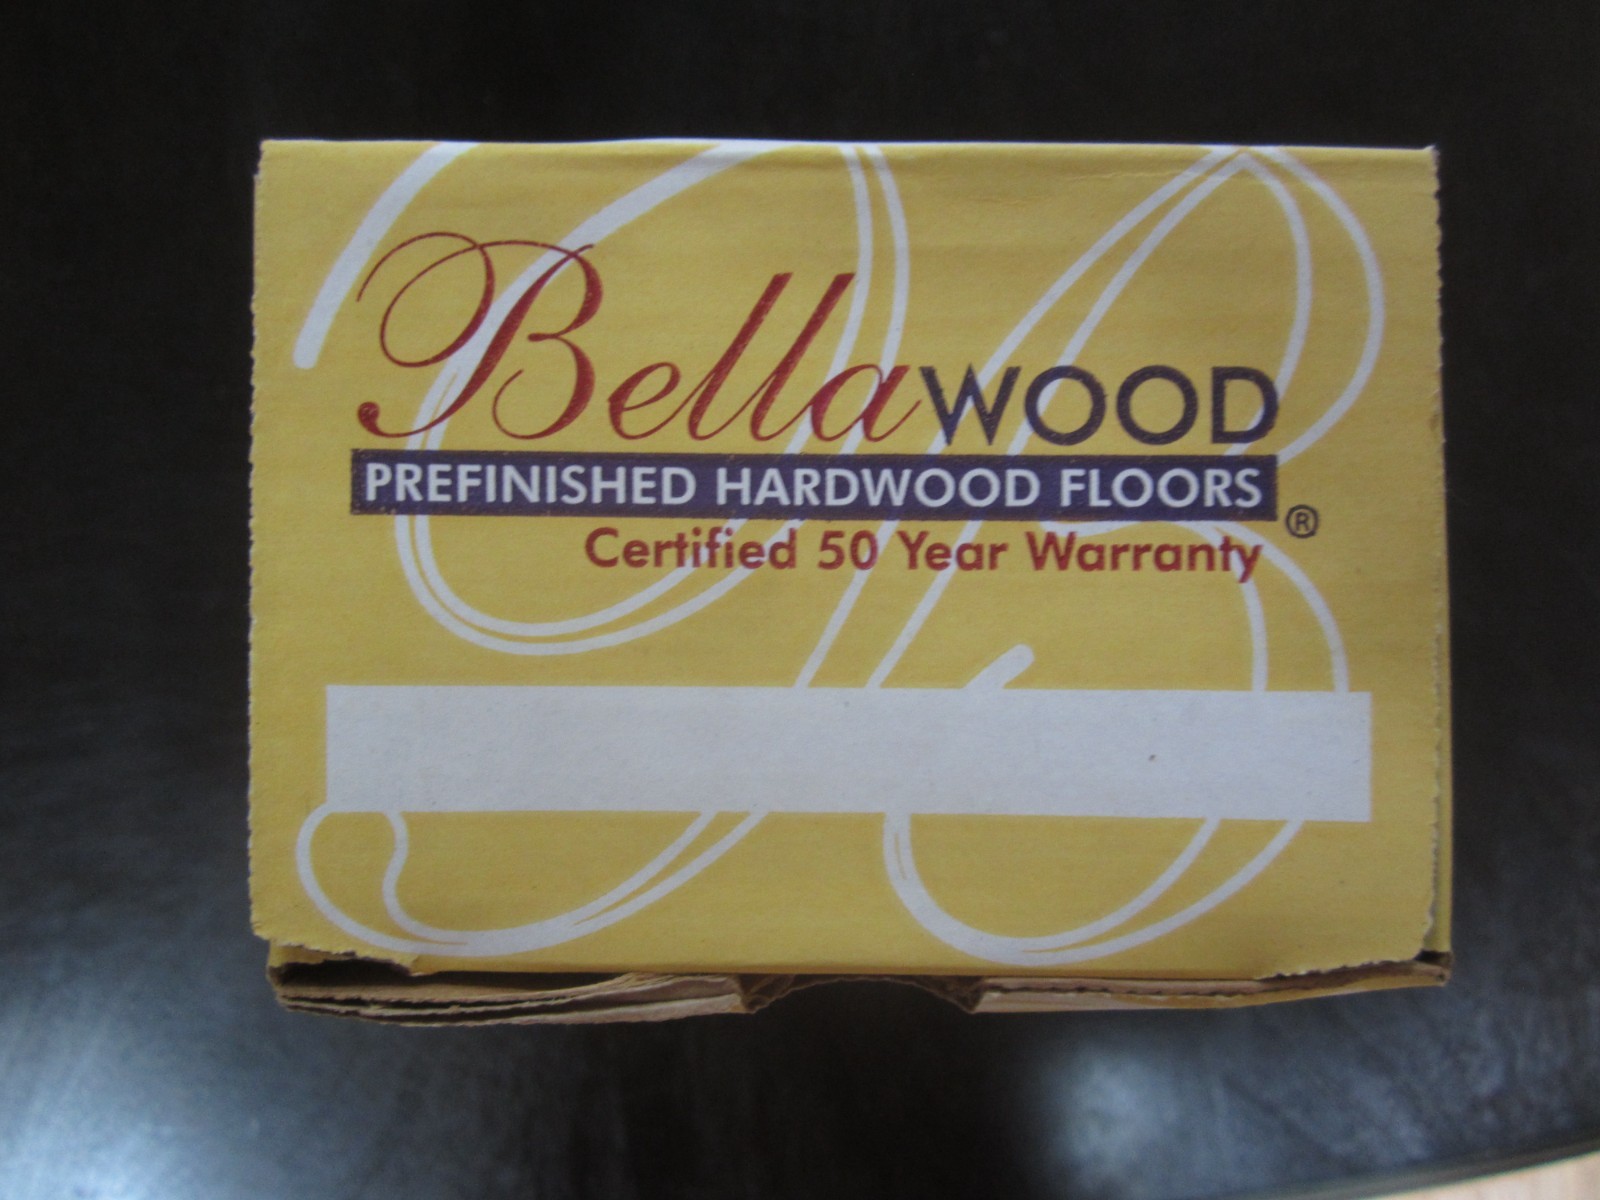 BellaWOOD
PREFINISHED HARDWOOD FLOORS
®
Certified 50 Year Warranty